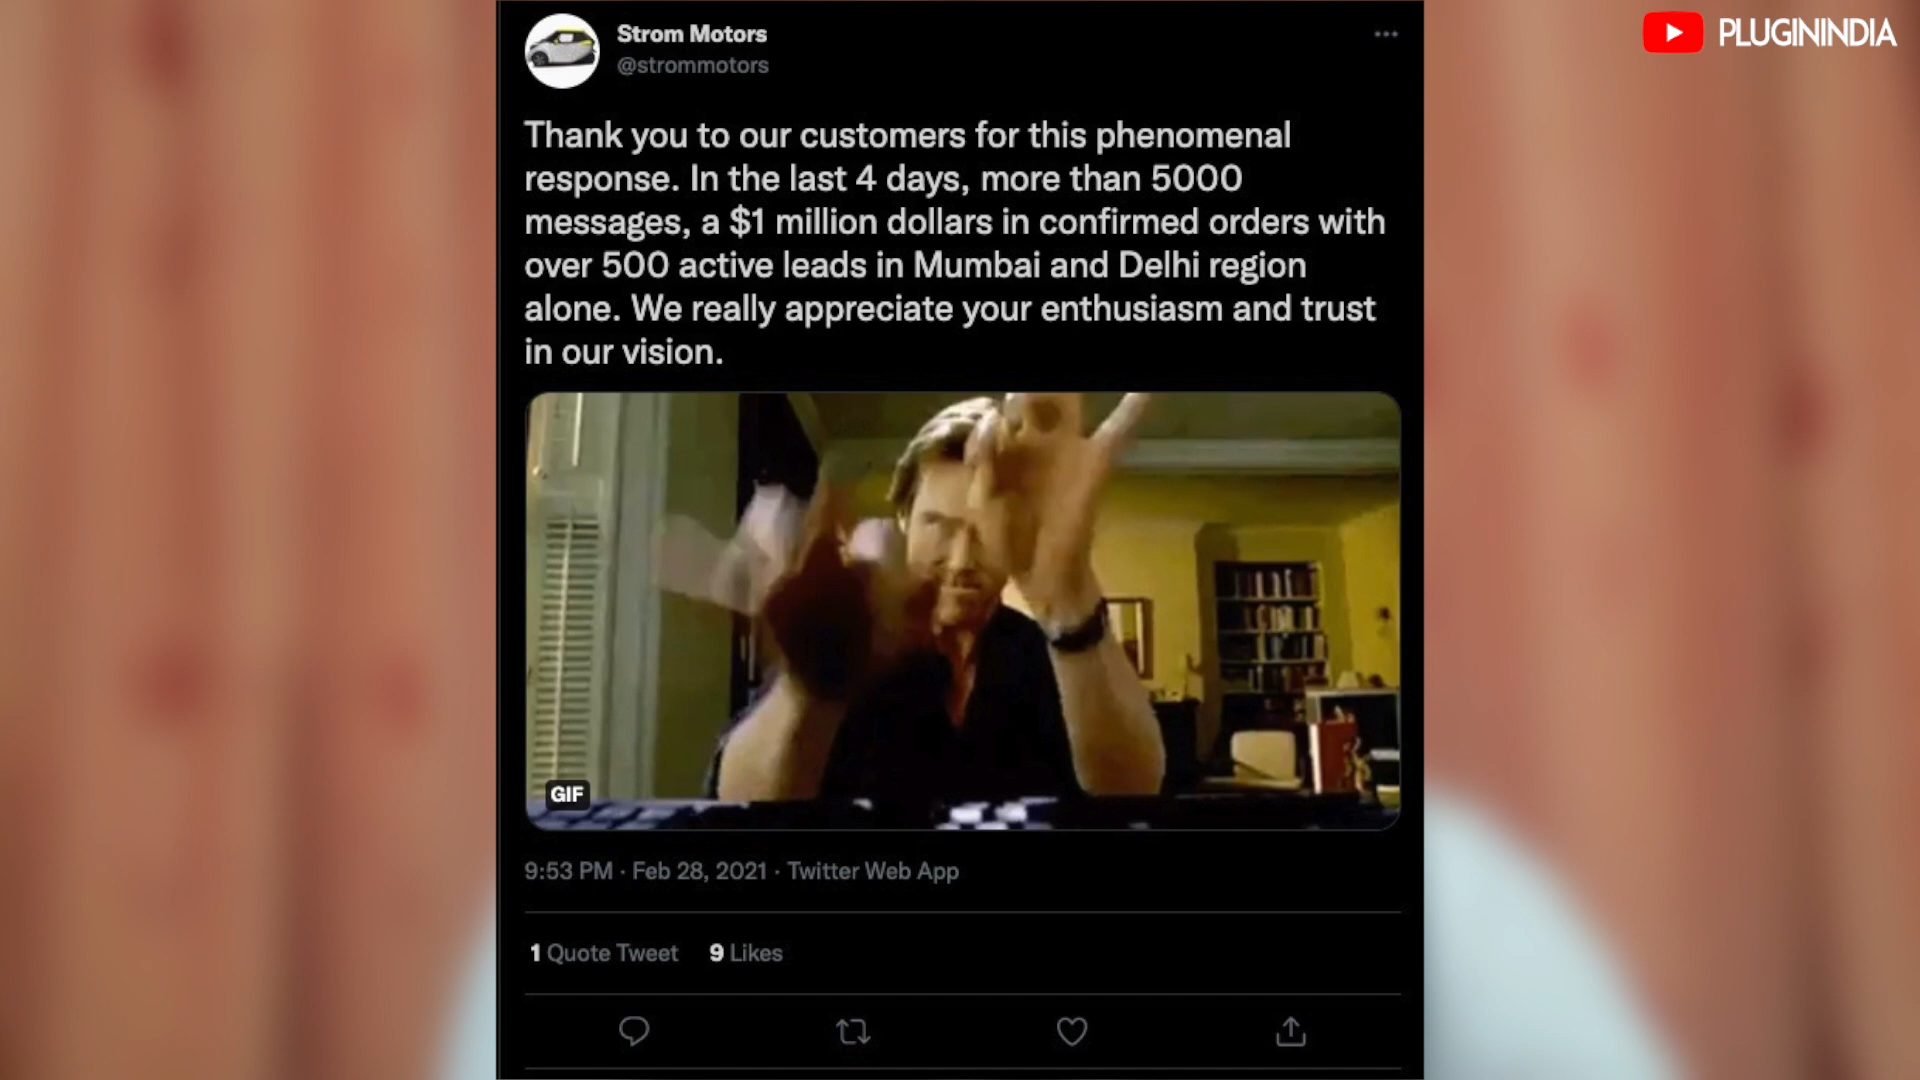 PLUGININDIA
Strom Motors
@strommotors
Thank you to our customers for this phenomenal
response. In the last 4 days, more than 5000
messages, a $1 million dollars in confirmed orders with
over 500 active leads in Mumbai and Delhi region
alone. We really appreciate your enthusiasm and trust
in our vision.
GIF
9:53 PM · Feb 28, 2021 · Twitter Web App
1 Quote Tweet 9 Likes